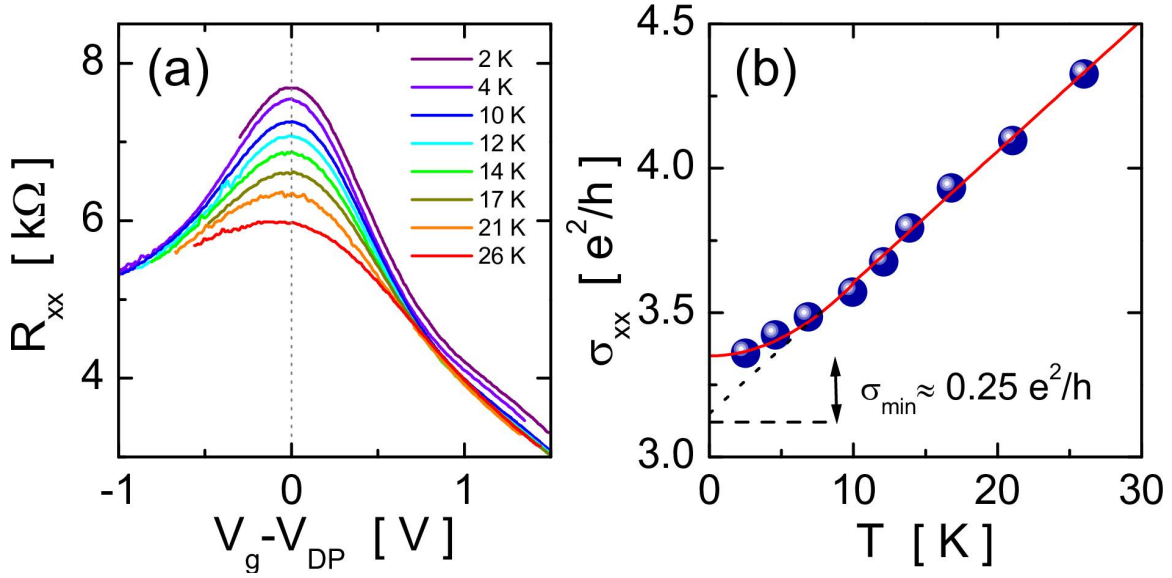 (a)
8
6
4
R_xx [kΩ]
2 K
4 K
10 K
12 K
14 K
17 K
21 K
26 K
-1 0 1
V_g-V_DP [V]
(b)
4.5
4.0
3.5
3.0
σ_xx [e²/h]
σ_min≈ 0.25 e²/h
0 10 20 30
T [K]